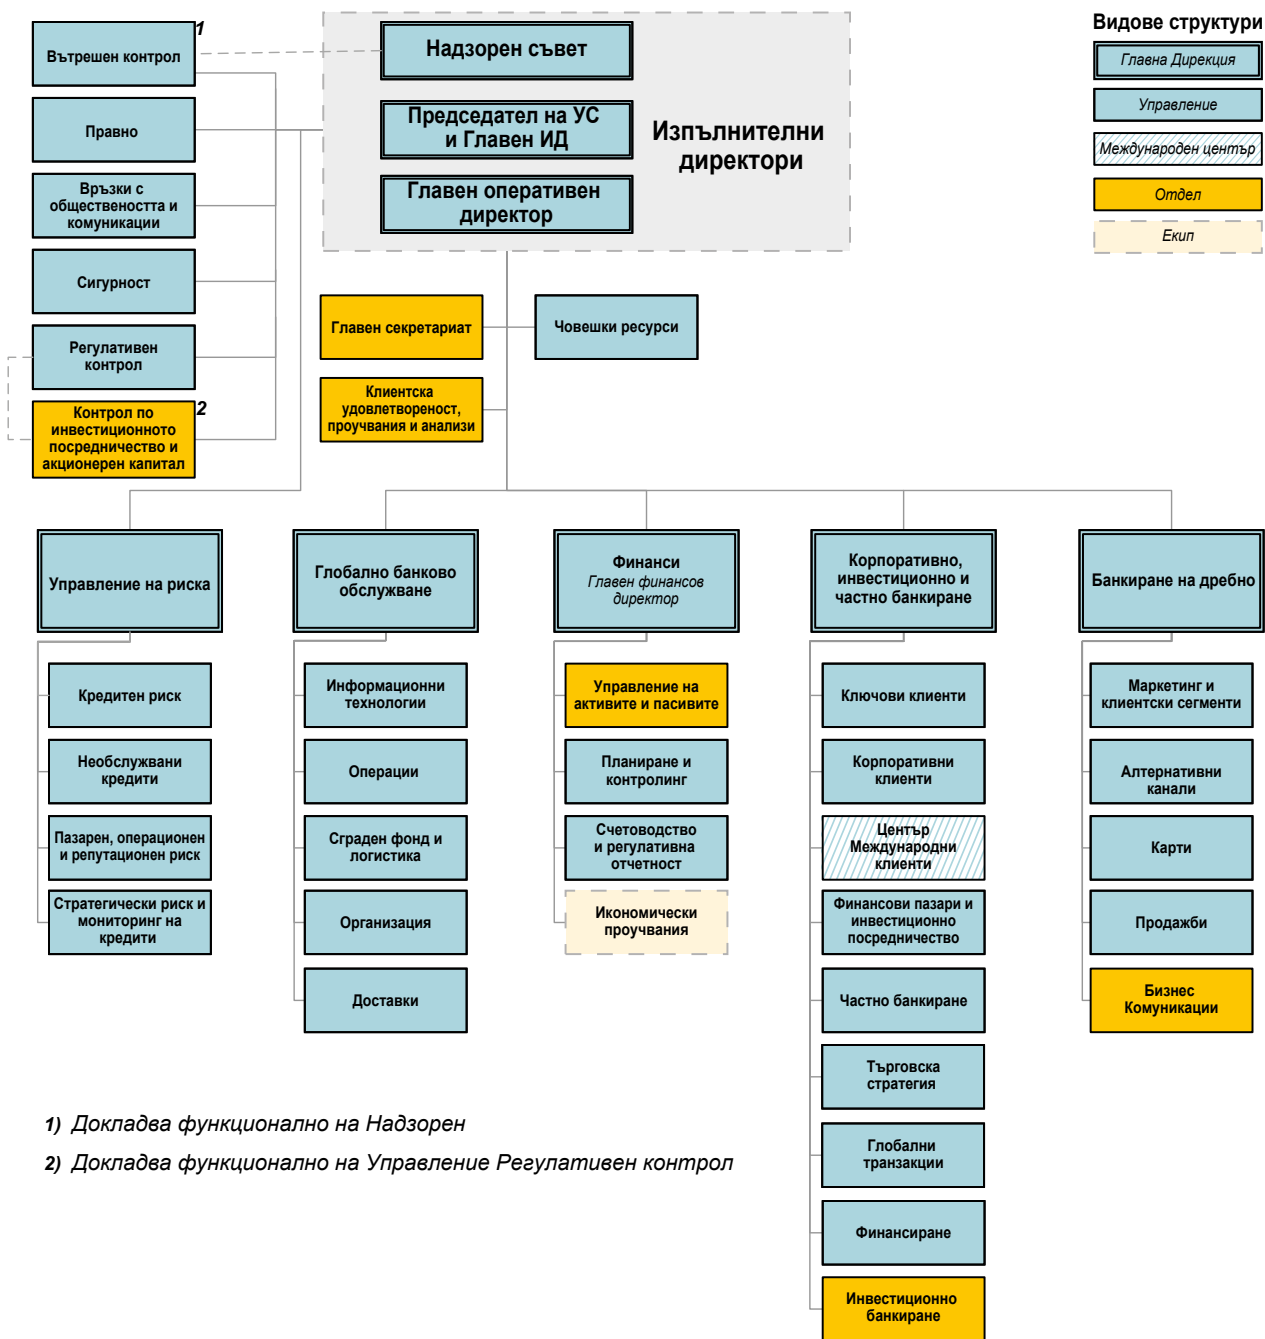 1
Вътрешен контрол
Правно
Връзки с
обществеността и
комуникации
Сигурност
Регулативен
контрол
2
Контрол по
инвестиционното
посредничество и
акционерен капитал
Надзорен съвет
Председател на УС
и Главен ИД
Главен оперативен
директор
Изпълнителни
директори
Видове структури
Главна Дирекция
Управление
Международен център
Отдел
Екип
Главен секретариат
Човешки ресурси
Клиентска
удовлетвореност,
проучвания и анализи
Управление на риска
Кредитен риск
Необслужвани
кредити
Пазарен, операционен
и репутационен риск
Стратегически риск и
мониторинг на
кредити
Глобално банково
обслужване
Информационни
технологии
Операции
Сграден фонд и
логистика
Организация
Доставки
Финанси
Главен финансов
директор
Управление на
активите и пасивите
Планиране и
контролинг
Счетоводство
и регулативна
отчетност
Икономически
проучвания
Корпоративно,
инвестиционно и
частно банкиране
Ключови клиенти
Корпоративни
клиенти
Център
Международни
клиенти
Финансови пазари и
инвестиционно
посредничество
Частно банкиране
Търговска
стратегия
Глобални
транзакции
Финансиране
Инвестиционно
банкиране
Банкиране на дребно
Маркетинг и
клиентски сегменти
Алтернативни
канали
Карти
Продажби
Бизнес
Комуникации
1) Докладва функционално на Надзорен
2) Докладва функционално на Управление Регулативен контрол